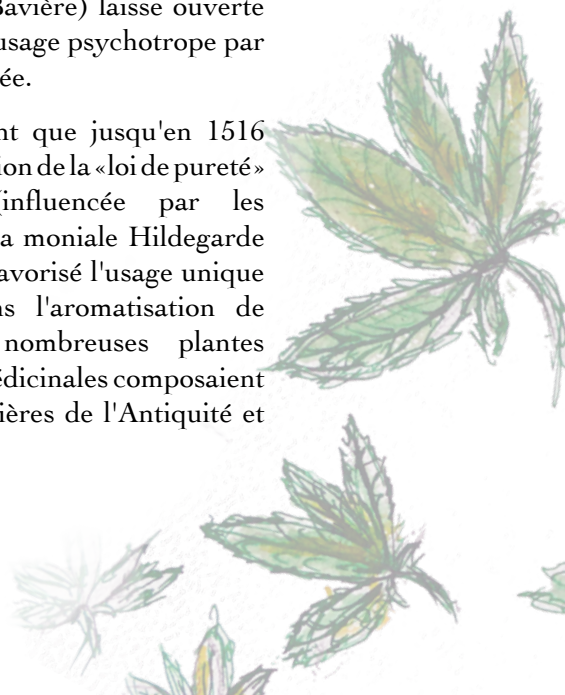 Bavière) laisse ouverte
usage psychotrope par
ée.
nt que jusqu'en 1516
ion de la «loi de pureté»
(influencée par les
a moniale Hildegarde
avorisé l'usage unique
ns l'aromatisation de
nombreuses plantes
édicinales composaient
ières de l'Antiquité et